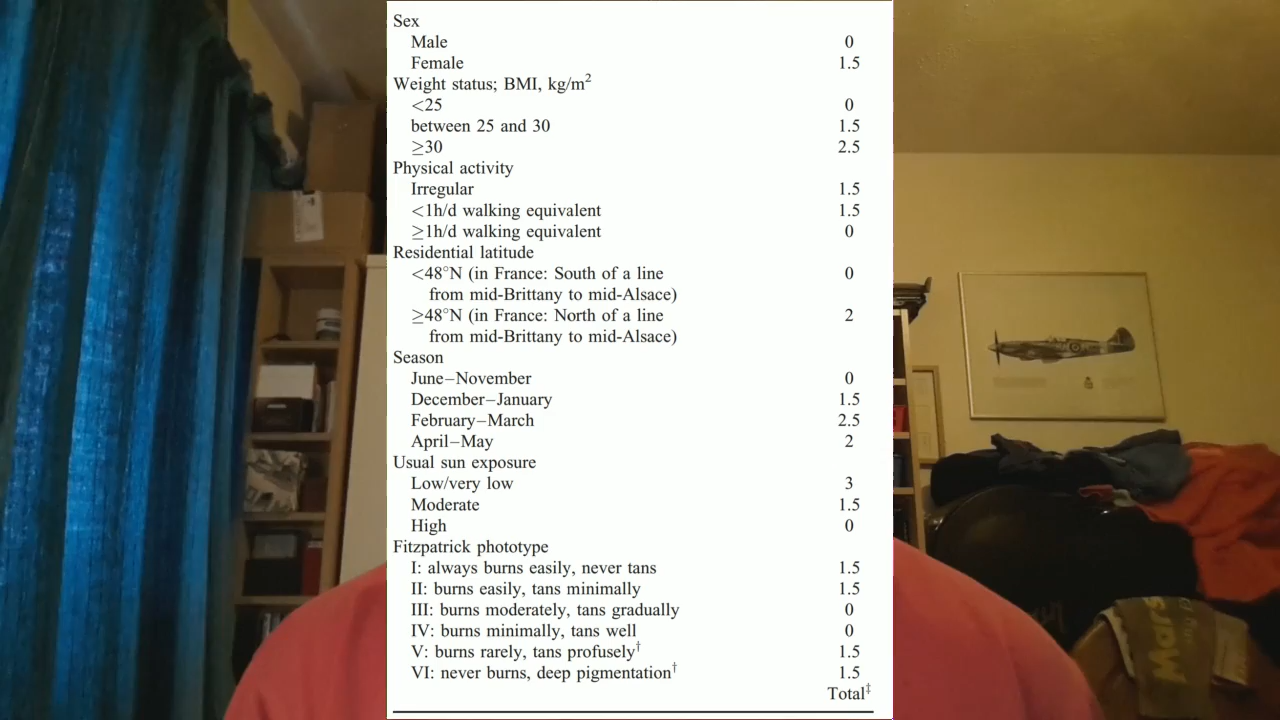 Sex
Male 0
Female 1.5
Weight status; BMI, kg/m²
<25 0
between 25 and 30 1.5
≥30 2.5
Physical activity
Irregular 1.5
<1h/d walking equivalent 1.5
≥1h/d walking equivalent 0
Residential latitude
<48°N (in France: South of a line 0
from mid-Brittany to mid-Alsace)
≥48°N (in France: North of a line 2
from mid-Brittany to mid-Alsace)
Season
June–November 0
December–January 1.5
February–March 2.5
April–May 2
Usual sun exposure
Low/very low 3
Moderate 1.5
High 0
Fitzpatrick phototype
I: always burns easily, never tans 1.5
II: burns easily, tans minimally 1.5
III: burns moderately, tans gradually 0
IV: burns minimally, tans well 0
V: burns rarely, tans profusely† 1.5
VI: never burns, deep pigmentation† 1.5
Total‡
Mars